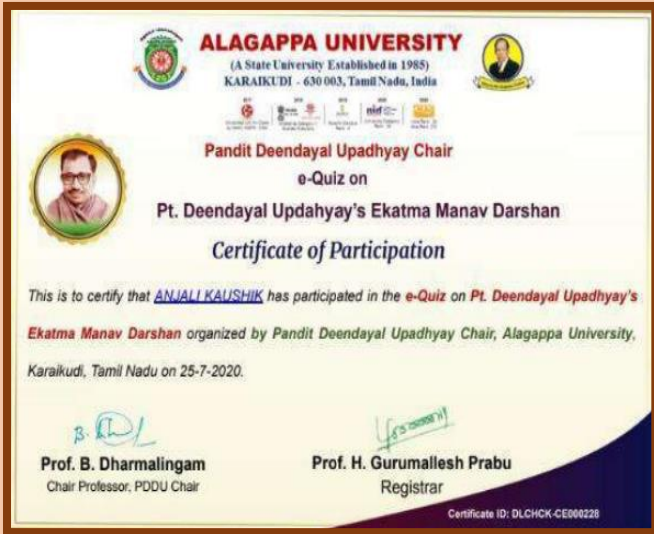 ALAGAPPA UNIVERSITY
(A State University Established in 1985)
KARAIKUDI - 630 003, Tamil Nadu, India
Pandit Deendayal Upadhyay Chair
e-Quiz on
Pt. Deendayal Updahyay's Ekatma Manav Darshan
Certificate of Participation
This is to certify that ANJALI KAUSHIK has participated in the e-Quiz on Pt. Deendayal Upadhyay's
Ekatma Manav Darshan organized by Pandit Deendayal Upadhyay Chair, Alagappa University,
Karaikudi, Tamil Nadu on 25-7-2020.
Prof. B. Dharmalingam
Chair Professor, PDDU Chair
Prof. H. Gurumallesh Prabu
Registrar
Certificate ID: DLCHCK-CE000228